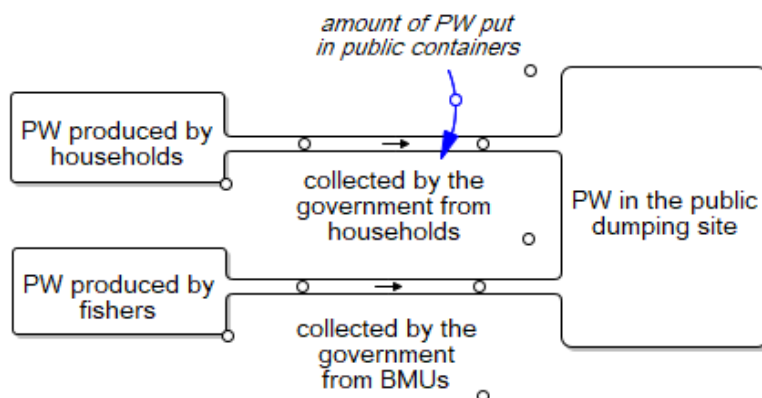 amount of PW put
in public containers
PW produced by
households
collected by the
government from
households
PW in the public
dumping site
PW produced by
fishers
collected by the
government
from BMUs